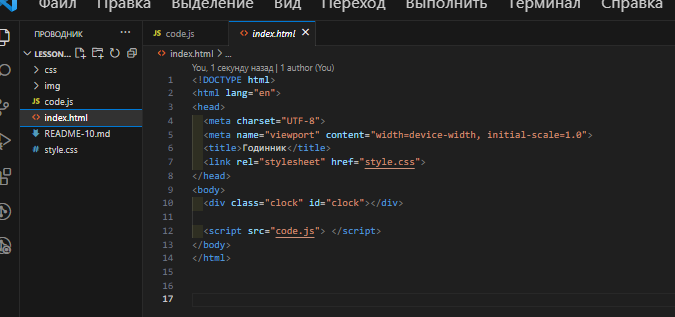 Файл Правка Выделение Вид Переход Выполнить Терминал Справка
ПРОВОДНИК ...
code.js
index.html
LESSON...
index.html > ...
You, 1 секунду назад | 1 author (You)
css
img
code.js
index.html
README-10.md
style.css
1 <!DOCTYPE html>
2 <html lang="en">
3 <head>
4 <meta charset="UTF-8">
5 <meta name="viewport" content="width=device-width, initial-scale=1.0">
6 <title>Годинник</title>
7 <link rel="stylesheet" href="style.css">
8 </head>
9 <body>
10 <div class="clock" id="clock"></div>
11
12 <script src="code.js"> </script>
13 </body>
14 </html>
15
16
17